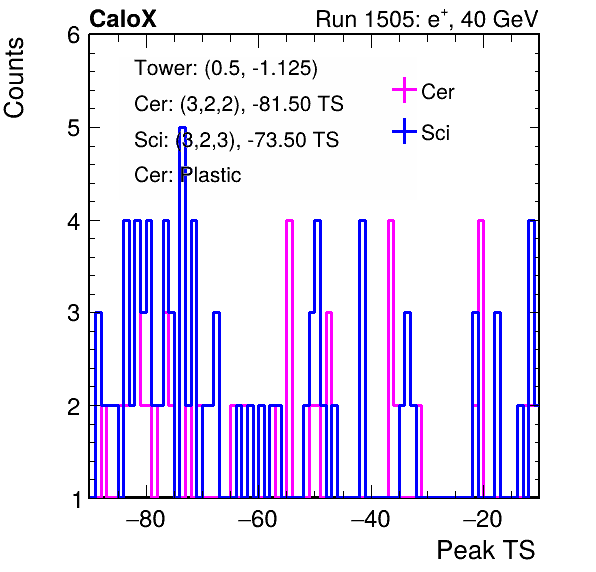 CaloX Run 1505: e⁺, 40 GeV
Counts
6
Tower: (0.5, -1.125)
Cer: (3,2,2), -81.50 TS
Sci: (3,2,3), -73.50 TS
Cer: Plastic
Cer
Sci
5
4
3
2
1
−80 −60 −40 −20
Peak TS